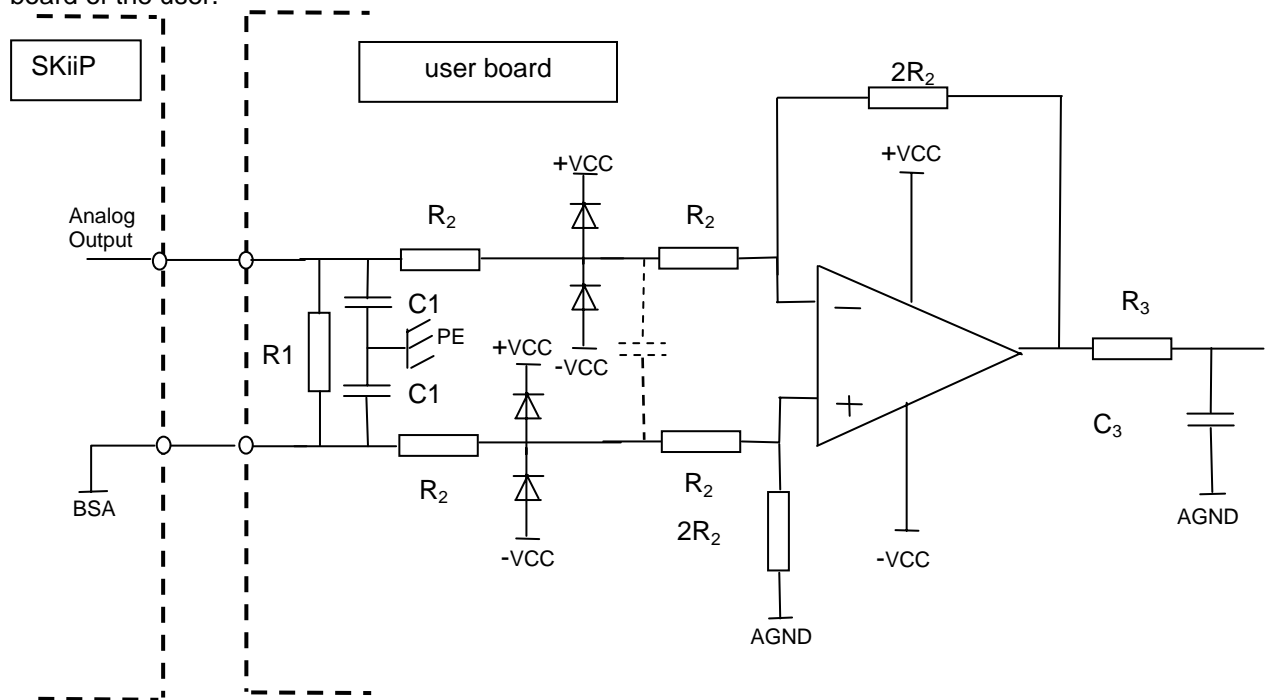 board of the user.
SKiiP
user board
2R₂
+VCC
+VCC
Analog
Output
R₂
R₂
C1
R1
PE
+VCC
-VCC
C1
R₃
C₃
R₂
R₂
BSA
2R₂
-VCC
-VCC
AGND
AGND